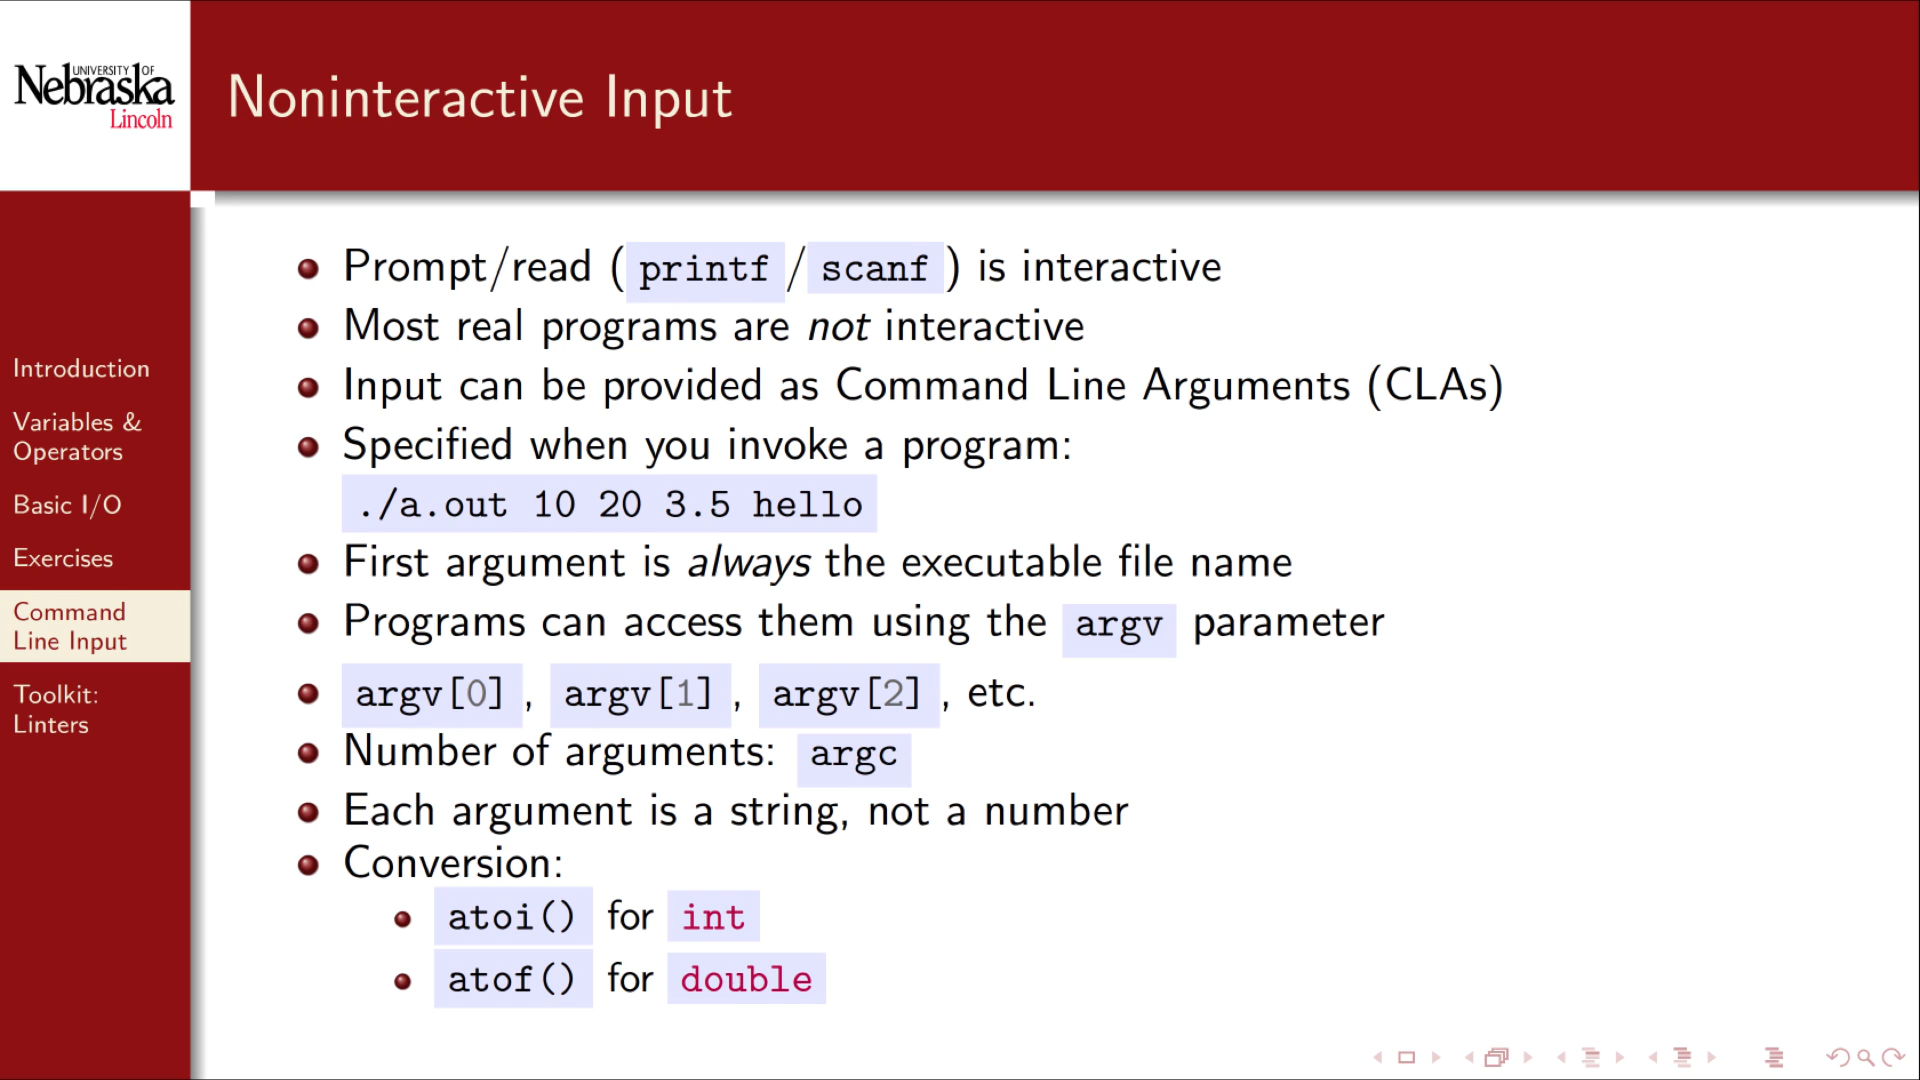 UNIVERSITY OF
Nebraska
Lincoln
Noninteractive Input
Introduction
Variables &
Operators
Basic I/O
Exercises
Command
Line Input
Toolkit:
Linters
Prompt/read ( printf / scanf ) is interactive
Most real programs are not interactive
Input can be provided as Command Line Arguments (CLAs)
Specified when you invoke a program:
./a.out 10 20 3.5 hello
First argument is always the executable file name
Programs can access them using the argv parameter
argv[0] , argv[1] , argv[2] , etc.
Number of arguments: argc
Each argument is a string, not a number
Conversion:
atoi() for int
atof() for double